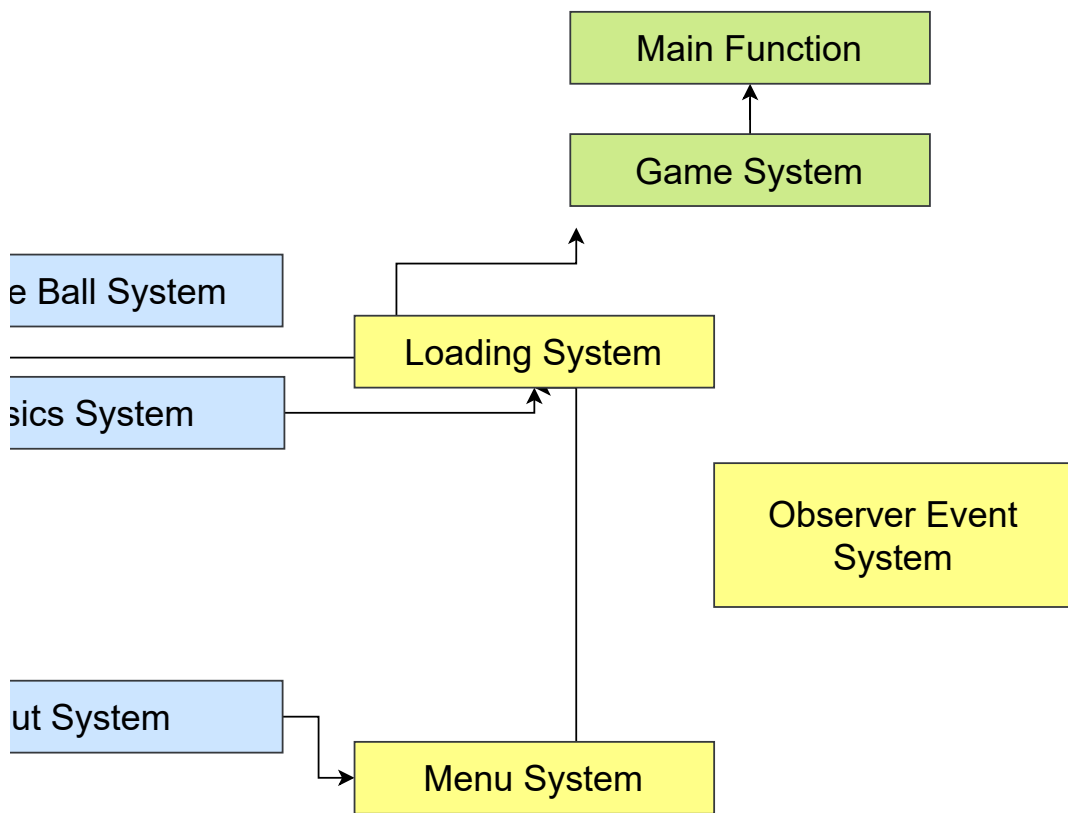 Main Function
Game System
e Ball System
Loading System
sics System
Observer Event
System
ut System
Menu System